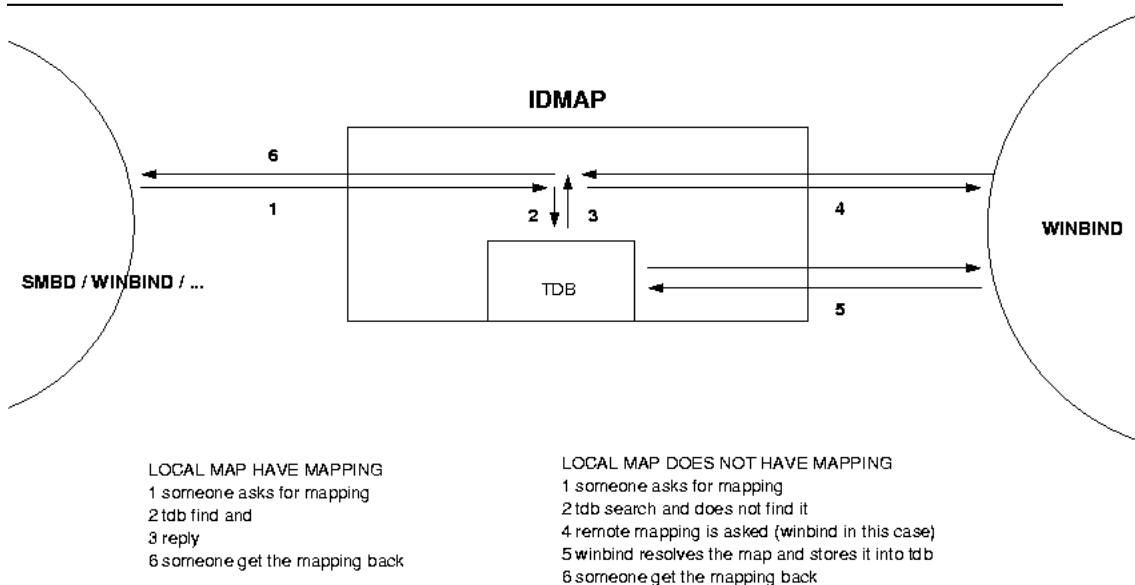 IDMAP
6
1
2
3
4
5
SMBD / WINBIND / ...
TDB
WINBIND
LOCAL MAP HAVE MAPPING
1 someone asks for mapping
2 tdb find and
3 reply
6 someone get the mapping back
LOCAL MAP DOES NOT HAVE MAPPING
1 someone asks for mapping
2 tdb search and does not find it
4 remote mapping is asked (winbind in this case)
5 winbind resolves the map and stores it into tdb
6 someone get the mapping back